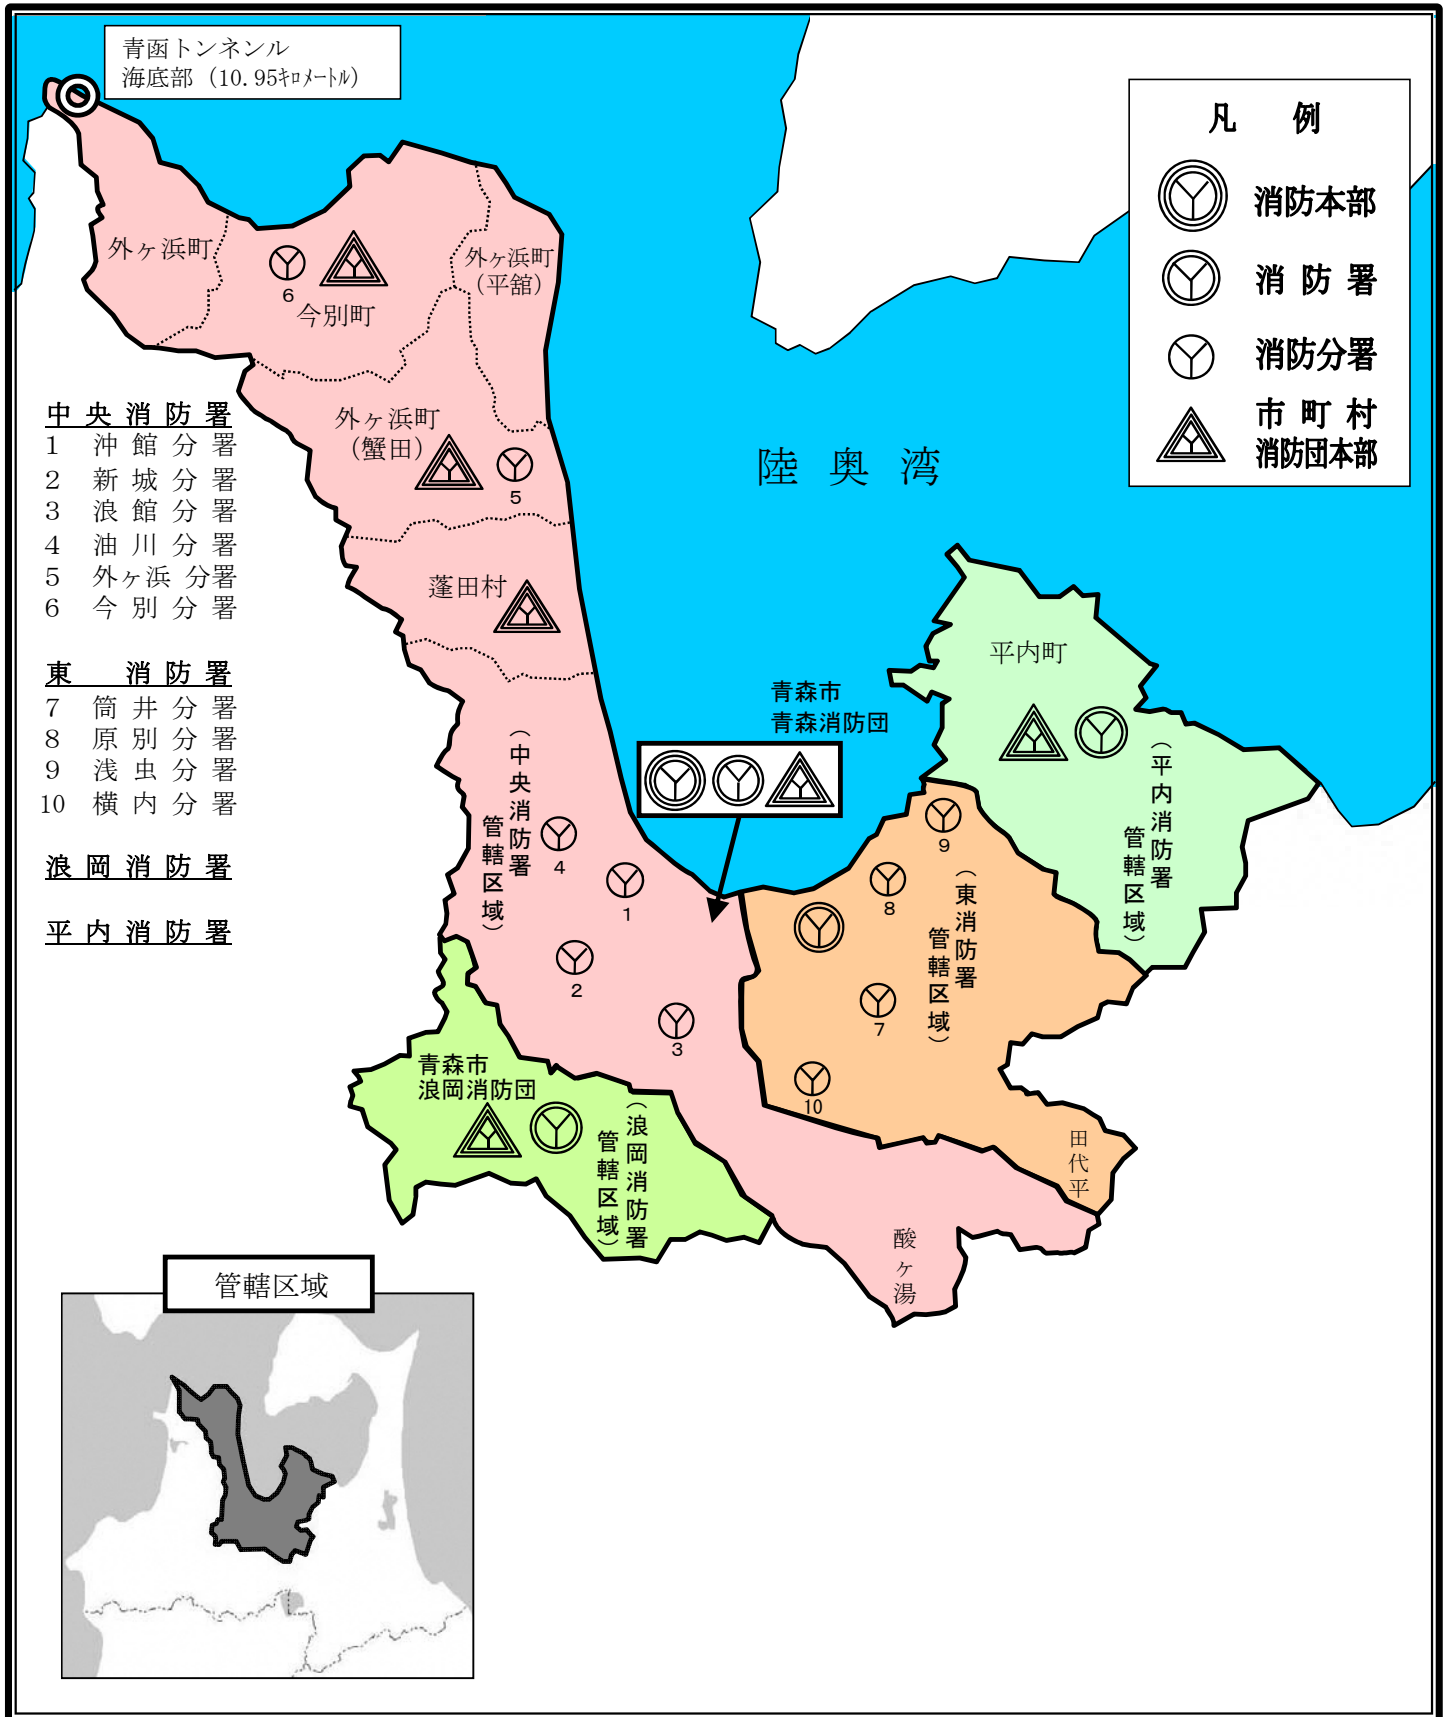 青函トンネンル
海底部（10.95ｷﾛﾒｰﾄﾙ）
凡　例
消防本部
消 防 署
消防分署
市 町 村
消防団本部
外ヶ浜町
6
今別町
外ヶ浜町
（平舘）
外ヶ浜町
（蟹田）
5
蓬田村
陸 奥 湾
中 央 消 防 署
1 沖 館 分 署
2 新 城 分 署
3 浪 館 分 署
4 油 川 分 署
5 外ヶ浜 分署
6 今 別 分 署
東　消 防 署
7 筒 井 分 署
8 原 別 分 署
9 浅 虫 分 署
10 横 内 分 署
浪 岡 消 防 署
平 内 消 防 署
平内町
（平内消防署
管轄区域）
青森市
青森消防団
（中央消防署
管轄区域）
4
1
2
3
9
8
7
10
（東消防署
管轄区域）
田代平
青森市
浪岡消防団
（浪岡消防署
管轄区域）
酸ヶ湯
管轄区域